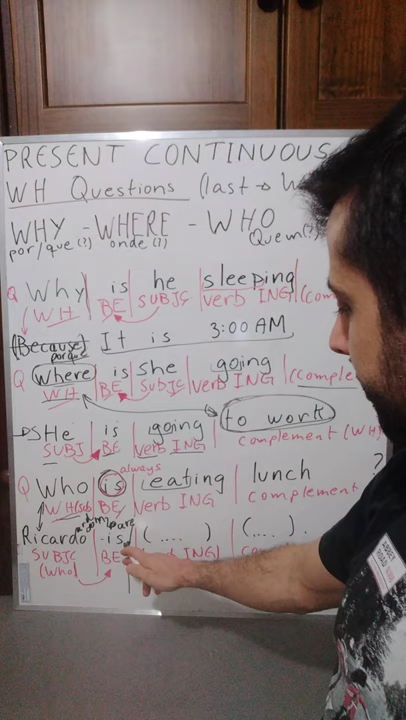 PRESENT CONTINUOUS
WH Questions (last →
WHY - WHERE - WHO
por/que(?) onde(?) Quem(?)
Q Why is he sleeping
WH BE SUBJC verb ING (com
(Because) It is 3:00 AM
porque
Q Where is she going
WH BE SUBJC verb ING (comple
→ SHe is going to work
SUBJ BE verb ING complement (WH)
always
Q Who is eating lunch ?
WH(sub BE verb ING complement
Ricardo is (....) (....).
SUBJC BE ING)
(Who)
ABBEY
ROAD